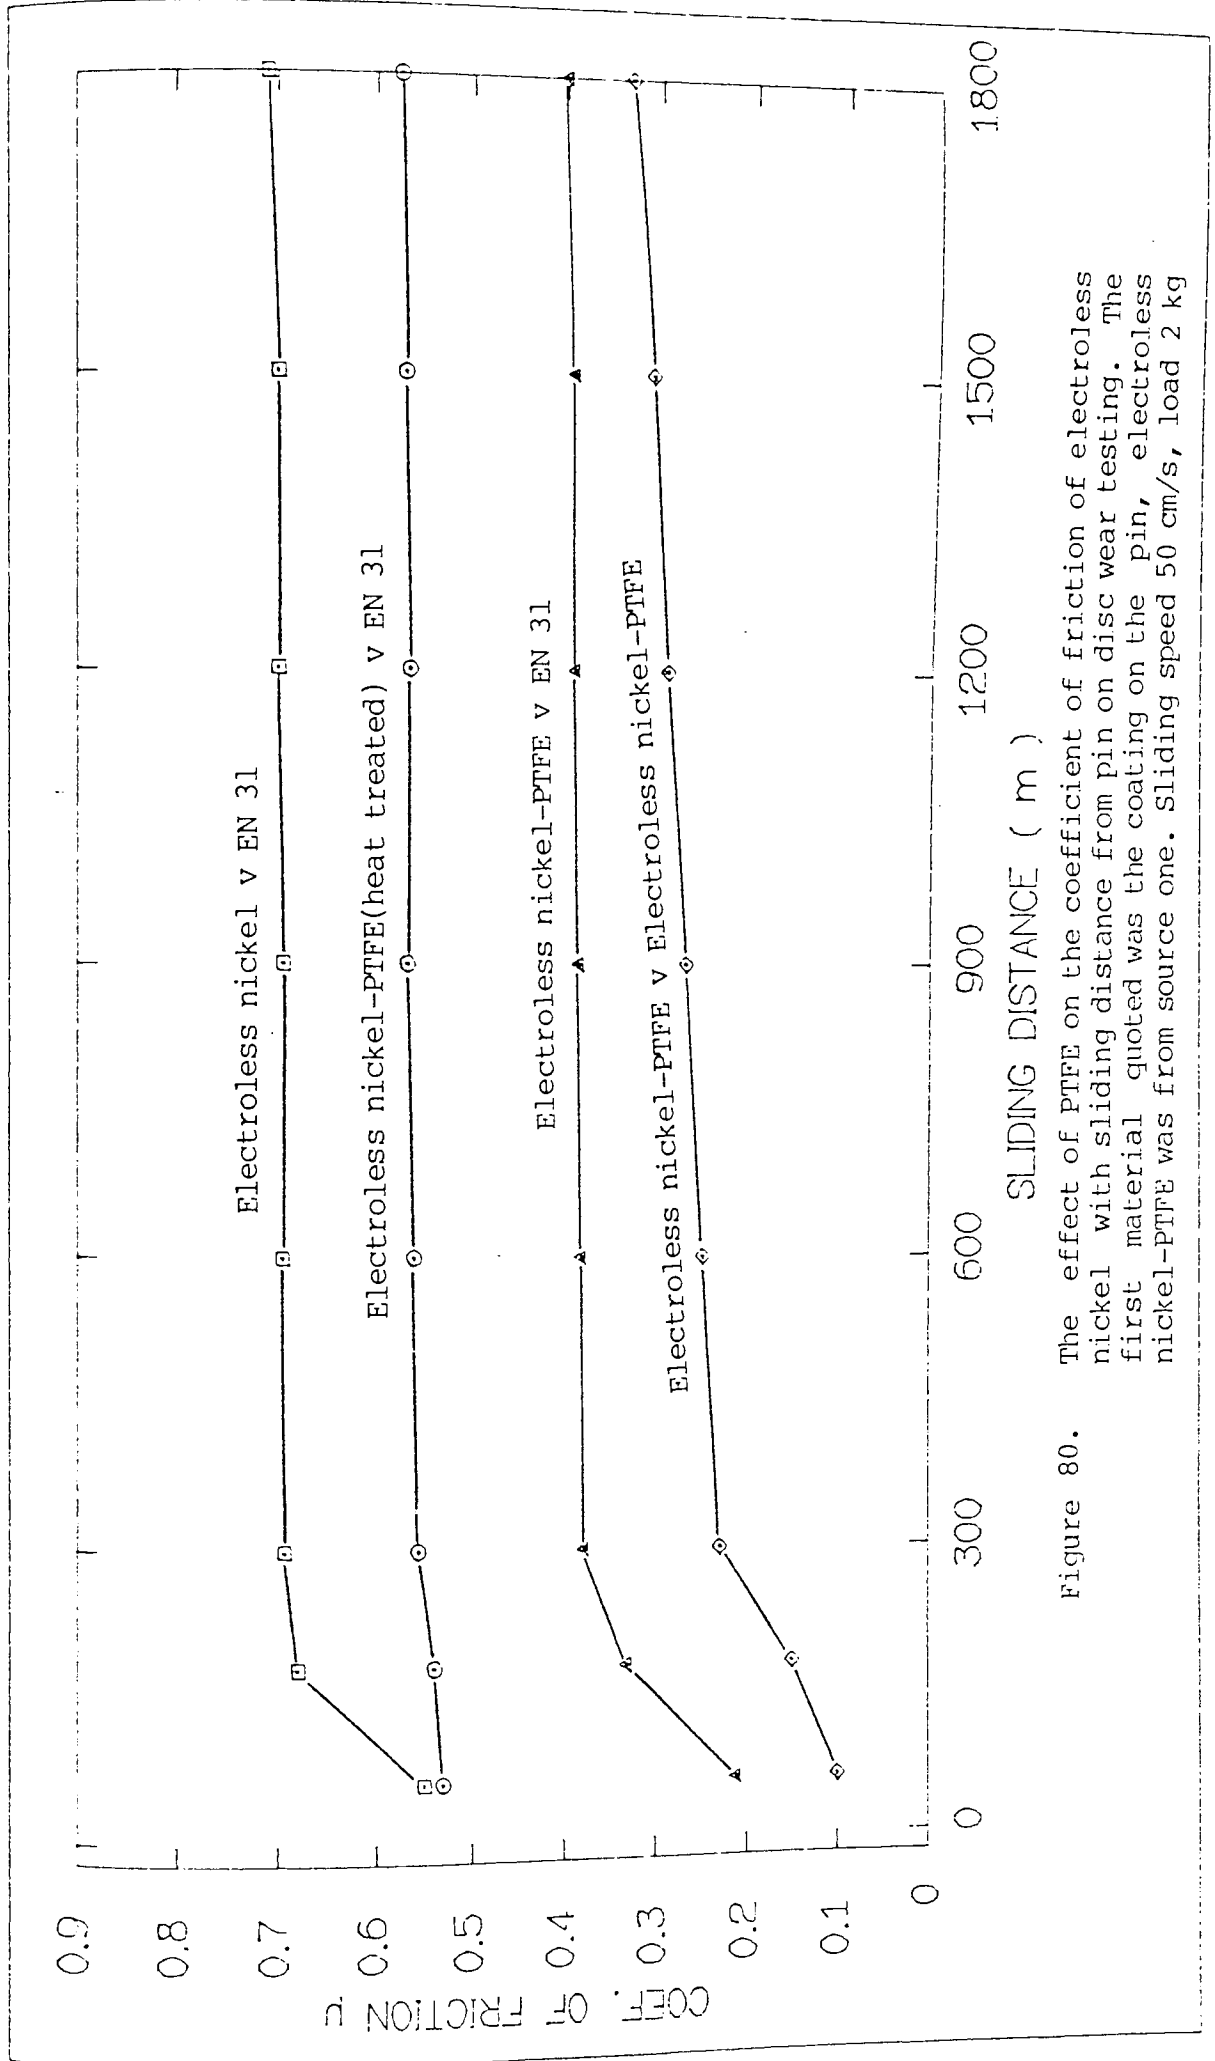 COEF. OF FRICTION μ
0.9
0.8
0.7
0.6
0.5
0.4
0.3
0.2
0.1
0
Electroless nickel v EN 31
Electroless nickel-PTFE(heat treated) v EN 31
Electroless nickel-PTFE v EN 31
Electroless nickel-PTFE v Electroless nickel-PTFE
0 300 600 900 1200 1500 1800
SLIDING DISTANCE ( m )
Figure 80. The effect of PTFE on the coefficient of friction of electroless
nickel with sliding distance from pin on disc wear testing. The
first material quoted was the coating on the pin, electroless
nickel-PTFE was from source one. Sliding speed 50 cm/s, load 2 kg